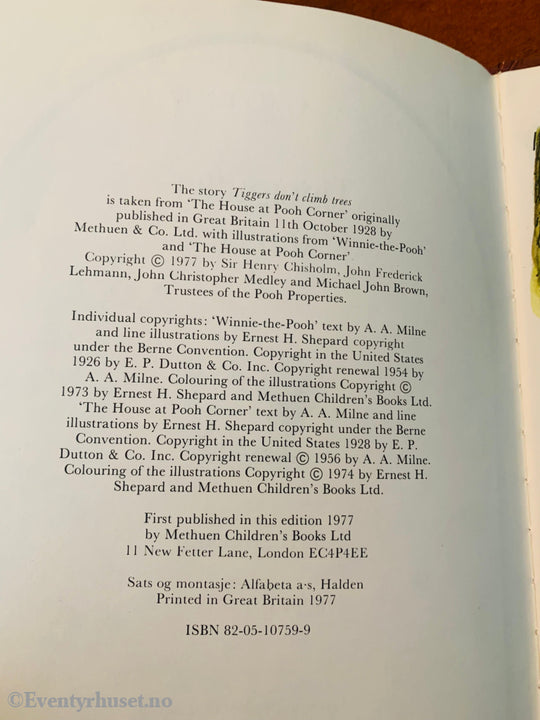 The story Tiggers don't climb trees
is taken from 'The House at Pooh Corner' originally
published in Great Britain 11th October 1928 by
Methuen & Co. Ltd. with illustrations from 'Winnie-the-Pooh'
and 'The House at Pooh Corner'
Copyright © 1977 by Sir Henry Chisholm, John Frederick
Lehmann, John Christopher Medley and Michael John Brown,
Trustees of the Pooh Properties.
Individual copyrights: 'Winnie-the-Pooh' text by A. A. Milne
and line illustrations by Ernest H. Shepard copyright
under the Berne Convention. Copyright in the United States
1926 by E. P. Dutton & Co. Inc. Copyright renewal 1954 by
A. A. Milne. Colouring of the illustrations Copyright ©
1973 by Ernest H. Shepard and Methuen Children's Books Ltd.
'The House at Pooh Corner' text by A. A. Milne and line
illustrations by Ernest H. Shepard copyright under the Berne
Convention. Copyright in the United States 1928 by E. P.
Dutton & Co. Inc. Copyright renewal © 1956 by A. A. Milne.
Colouring of the illustrations Copyright © 1974 by Ernest H.
Shepard and Methuen Children's Books Ltd.
First published in this edition 1977
by Methuen Children's Books Ltd
11 New Fetter Lane, London EC4P4EE
Sats og montasje: Alfabeta a·s, Halden
Printed in Great Britain 1977
ISBN 82-05-10759-9
©Eventyrhuset.no